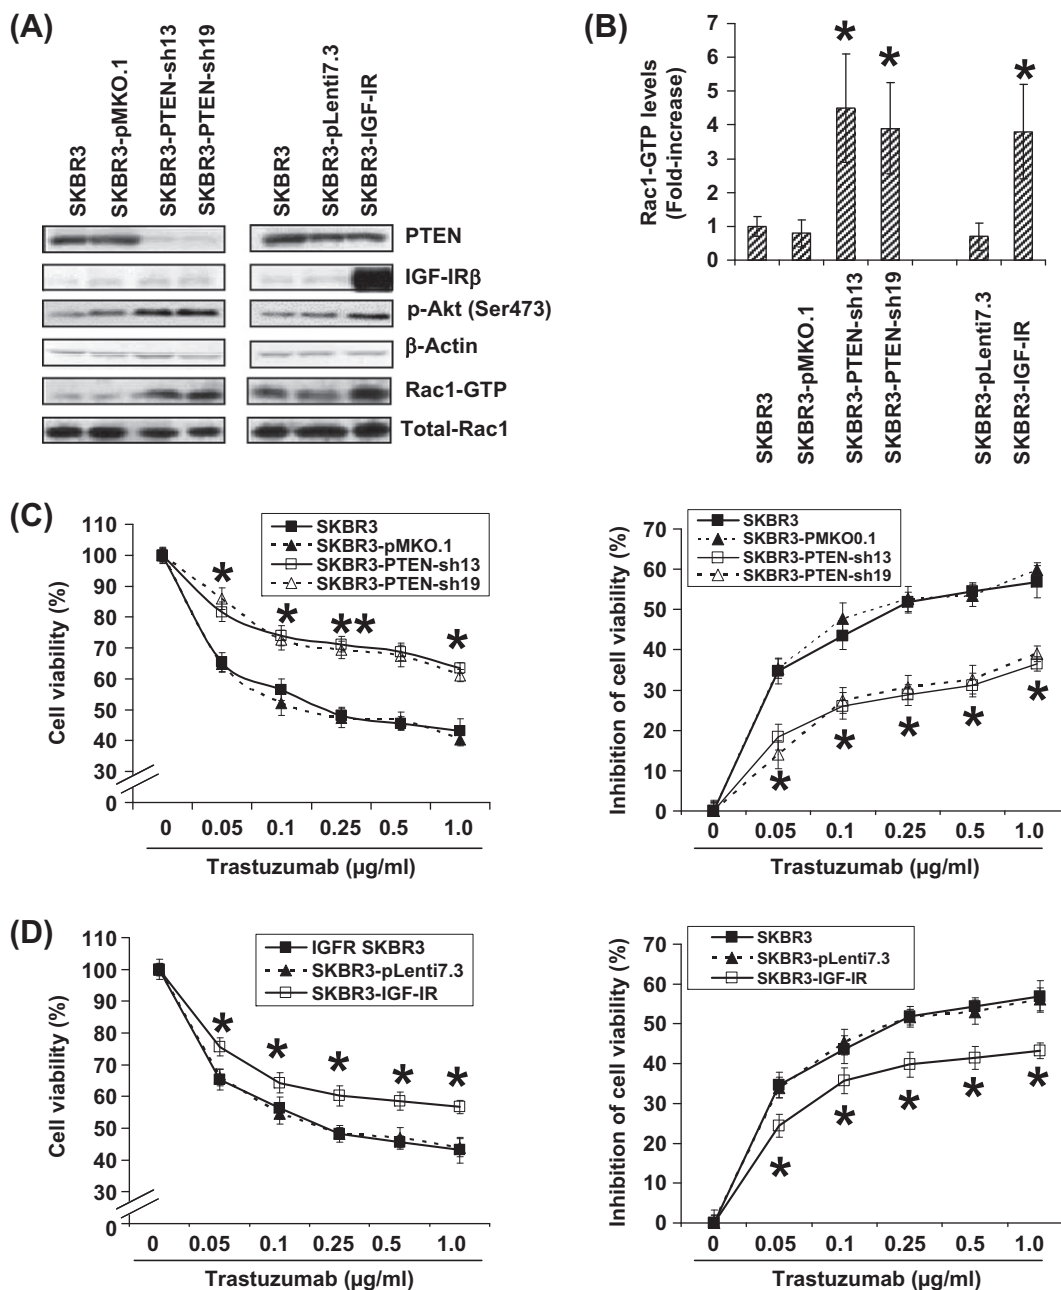 (A)
SKBR3
SKBR3-pMKO.1
SKBR3-PTEN-sh13
SKBR3-PTEN-sh19
SKBR3
SKBR3-pLenti7.3
SKBR3-IGF-IR
PTEN
IGF-IRβ
p-Akt (Ser473)
β-Actin
Rac1-GTP
Total-Rac1
(B)
Rac1-GTP levels
(Fold-increase)
7
6
5
4
3
2
1
0
*
*
*
SKBR3
SKBR3-pMKO.1
SKBR3-PTEN-sh13
SKBR3-PTEN-sh19
SKBR3-pLenti7.3
SKBR3-IGF-IR
(C)
Cell viability (%)
110
100
90
80
70
60
50
40
30
0
SKBR3
SKBR3-pMKO.1
SKBR3-PTEN-sh13
SKBR3-PTEN-sh19
*
*
**
*
0 0.05 0.1 0.25 0.5 1.0
Trastuzumab (µg/ml)
Inhibition of cell viability (%)
70
60
50
40
30
20
10
0
SKBR3
SKBR3-PMKO0.1
SKBR3-PTEN-sh13
SKBR3-PTEN-sh19
*
*
*
*
*
0 0.05 0.1 0.25 0.5 1.0
Trastuzumab (µg/ml)
(D)
Cell viability (%)
110
100
90
80
70
60
50
40
30
0
IGFR SKBR3
SKBR3-pLenti7.3
SKBR3-IGF-IR
*
*
*
*
*
0 0.05 0.1 0.25 0.5 1.0
Trastuzumab (µg/ml)
Inhibition of cell viability (%)
70
60
50
40
30
20
10
0
SKBR3
SKBR3-pLenti7.3
SKBR3-IGF-IR
*
*
*
*
*
0 0.05 0.1 0.25 0.5 1.0
Trastuzumab (µg/ml)